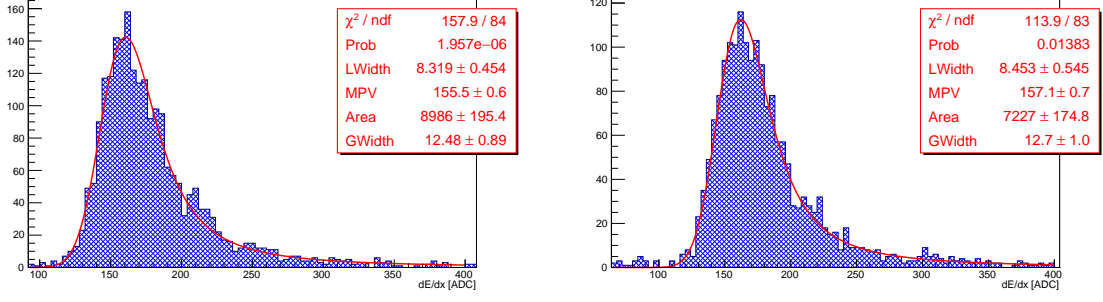 χ² / ndf 157.9 / 84
Prob 1.957e−06
LWidth 8.319 ± 0.454
MPV 155.5 ± 0.6
Area 8986 ± 195.4
GWidth 12.48 ± 0.89
160
140
120
100
80
60
40
20
0
100 150 200 250 300 350 400
dE/dx [ADC]
χ² / ndf 113.9 / 83
Prob 0.01383
LWidth 8.453 ± 0.545
MPV 157.1 ± 0.7
Area 7227 ± 174.8
GWidth 12.7 ± 1.0
120
100
80
60
40
20
0
100 150 200 250 300 350 400
dE/dx [ADC]